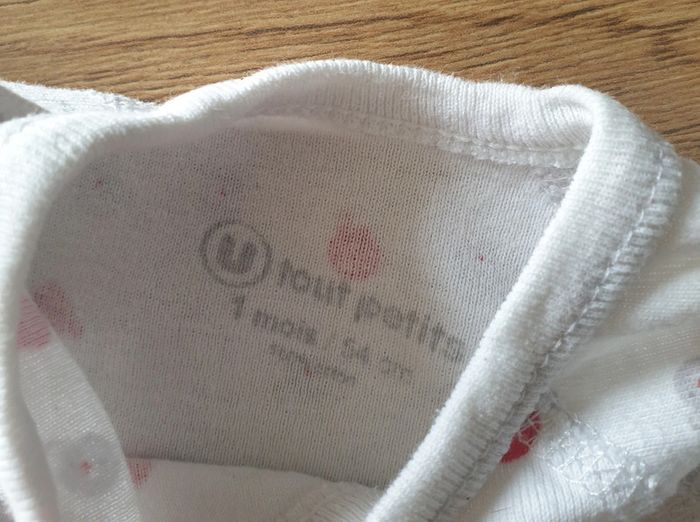 U tout petits
1 mois / 54 cm